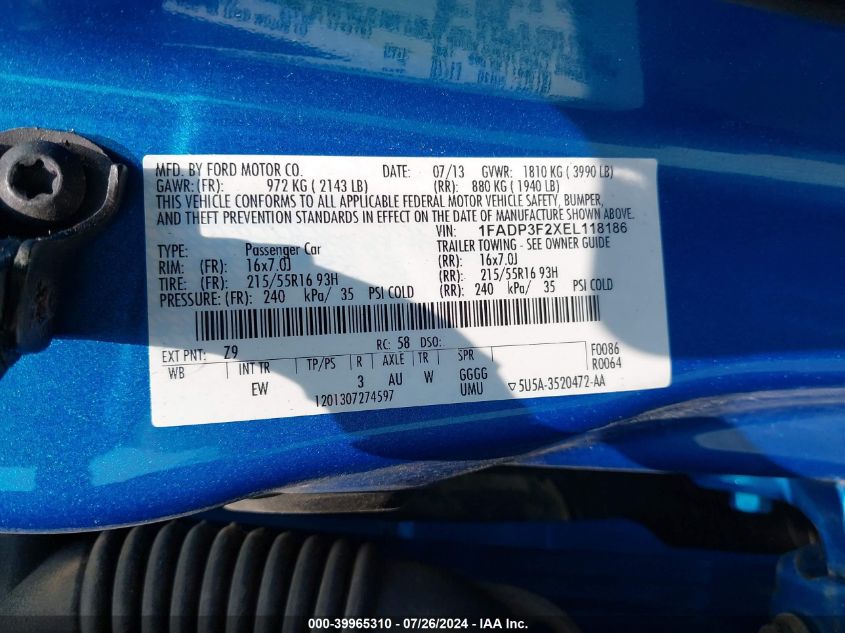 MFD. BY FORD MOTOR CO. DATE: 07/13 GVWR: 1810 KG ( 3990 LB)
GAWR: (FR): 972 KG ( 2143 LB) (RR): 880 KG ( 1940 LB)
THIS VEHICLE CONFORMS TO ALL APPLICABLE FEDERAL MOTOR VEHICLE SAFETY, BUMPER,
AND THEFT PREVENTION STANDARDS IN EFFECT ON THE DATE OF MANUFACTURE SHOWN ABOVE.
VIN: 1FADP3F2XEL118186
TYPE: Passenger Car TRAILER TOWING - SEE OWNER GUIDE
RIM: (FR): 16x7.0J (RR): 16x7.0J
TIRE: (FR): 215/55R16 93H (RR): 215/55R16 93H
PRESSURE: (FR): 240 kPa/ 35 PSI COLD (RR): 240 kPa/ 35 PSI COLD
EXT PNT: Z9 RC: 58 DSO: F0086
WB INT TR TP/PS R AXLE TR SPR R0064
EW 3 AU W GGGG
UMU ▽5U5A-3520472-AA
1201307274597
000-39965310 - 07/26/2024 - IAA Inc.